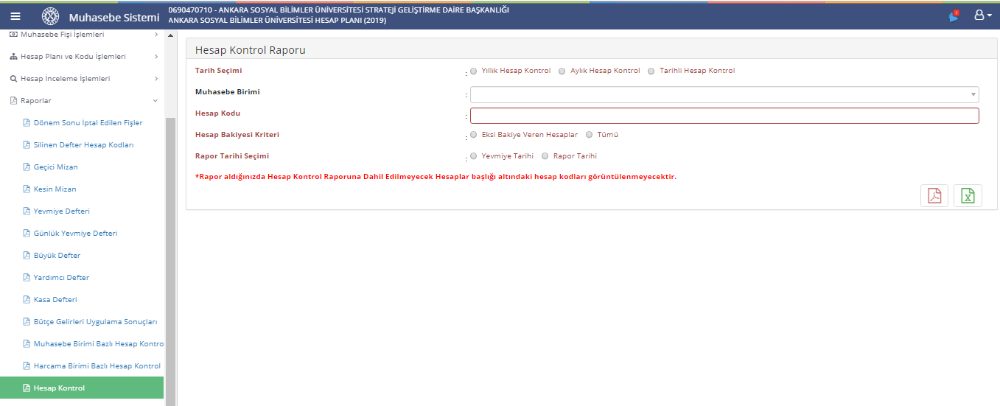 Muhasebe Sistemi
0690470710 - ANKARA SOSYAL BİLİMLER ÜNİVERSİTESİ STRATEJİ GELİŞTİRME DAİRE BAŞKANLIĞI
ANKARA SOSYAL BİLİMLER ÜNİVERSİTESİ HESAP PLANI (2019)
Muhasebe Fişi İşlemleri
Hesap Planı ve Kodu İşlemleri
Hesap İnceleme İşlemleri
Raporlar
Dönem Sonu İptal Edilen Fişler
Silinen Defter Hesap Kodları
Geçici Mizan
Kesin Mizan
Yevmiye Defteri
Günlük Yevmiye Defteri
Büyük Defter
Yardımcı Defter
Kasa Defteri
Bütçe Gelirleri Uygulama Sonuçları
Muhasebe Birimi Bazlı Hesap Kontro
Harcama Birimi Bazlı Hesap Kontrol
Hesap Kontrol
Hesap Kontrol Raporu
Tarih Seçimi : Yıllık Hesap Kontrol Aylık Hesap Kontrol Tarihli Hesap Kontrol
Muhasebe Birimi :
Hesap Kodu :
Hesap Bakiyesi Kriteri : Eksi Bakiye Veren Hesaplar Tümü
Rapor Tarihi Seçimi : Yevmiye Tarihi Rapor Tarihi
*Rapor aldığınızda Hesap Kontrol Raporuna Dahil Edilmeyecek Hesaplar başlığı altındaki hesap kodları görüntülenmeyecektir.